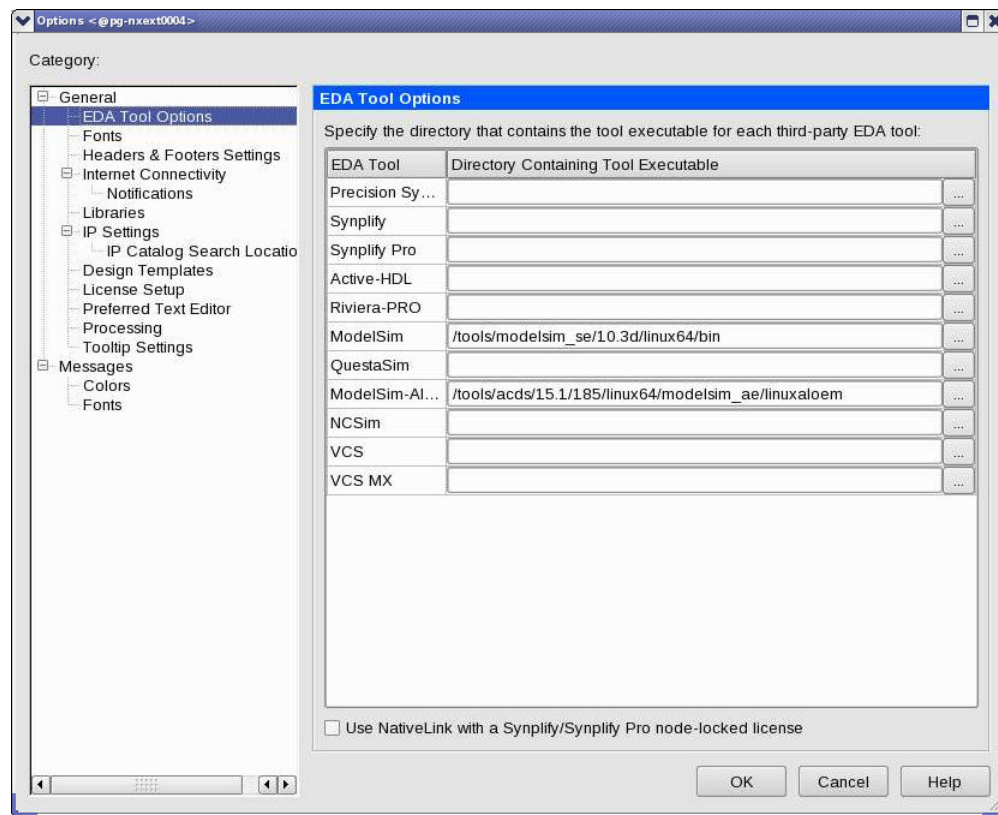 Options <@pg-nxext0004>
Category:
General
EDA Tool Options
Fonts
Headers & Footers Settings
Internet Connectivity
Notifications
Libraries
IP Settings
IP Catalog Search Locatio
Design Templates
License Setup
Preferred Text Editor
Processing
Tooltip Settings
Messages
Colors
Fonts
EDA Tool Options
Specify the directory that contains the tool executable for each third-party EDA tool:
EDA Tool Directory Containing Tool Executable
Precision Sy... ...
Synplify ...
Synplify Pro ...
Active-HDL ...
Riviera-PRO ...
ModelSim /tools/modelsim_se/10.3d/linux64/bin ...
QuestaSim ...
ModelSim-Al... /tools/acds/15.1/185/linux64/modelsim_ae/linuxaloem ...
NCSim ...
VCS ...
VCS MX ...
Use NativeLink with a Synplify/Synplify Pro node-locked license
OK Cancel Help